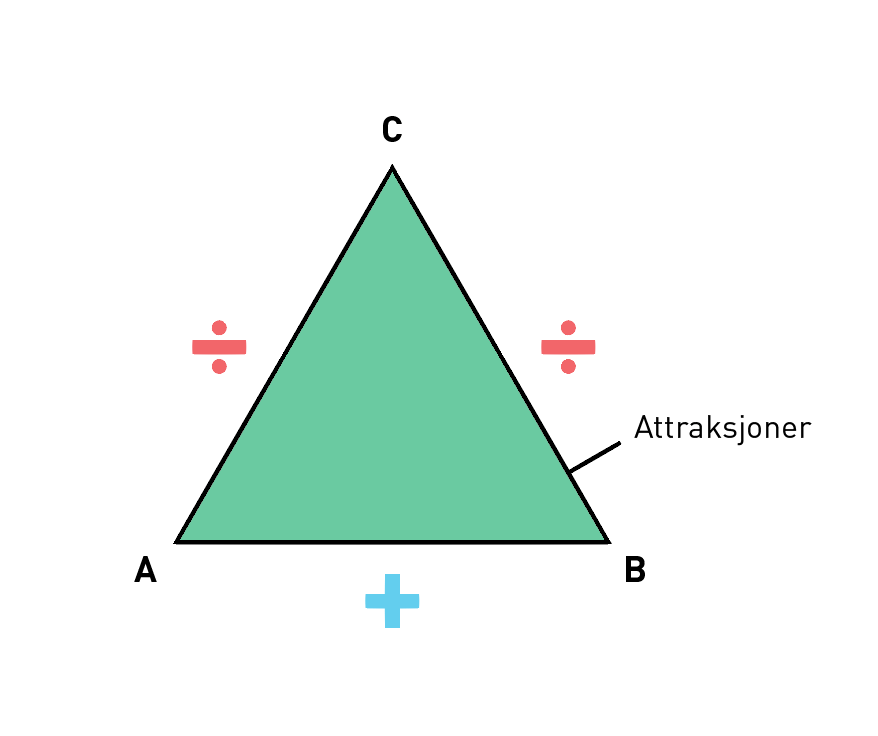 C
÷ ÷
Attraksjoner
A B
+